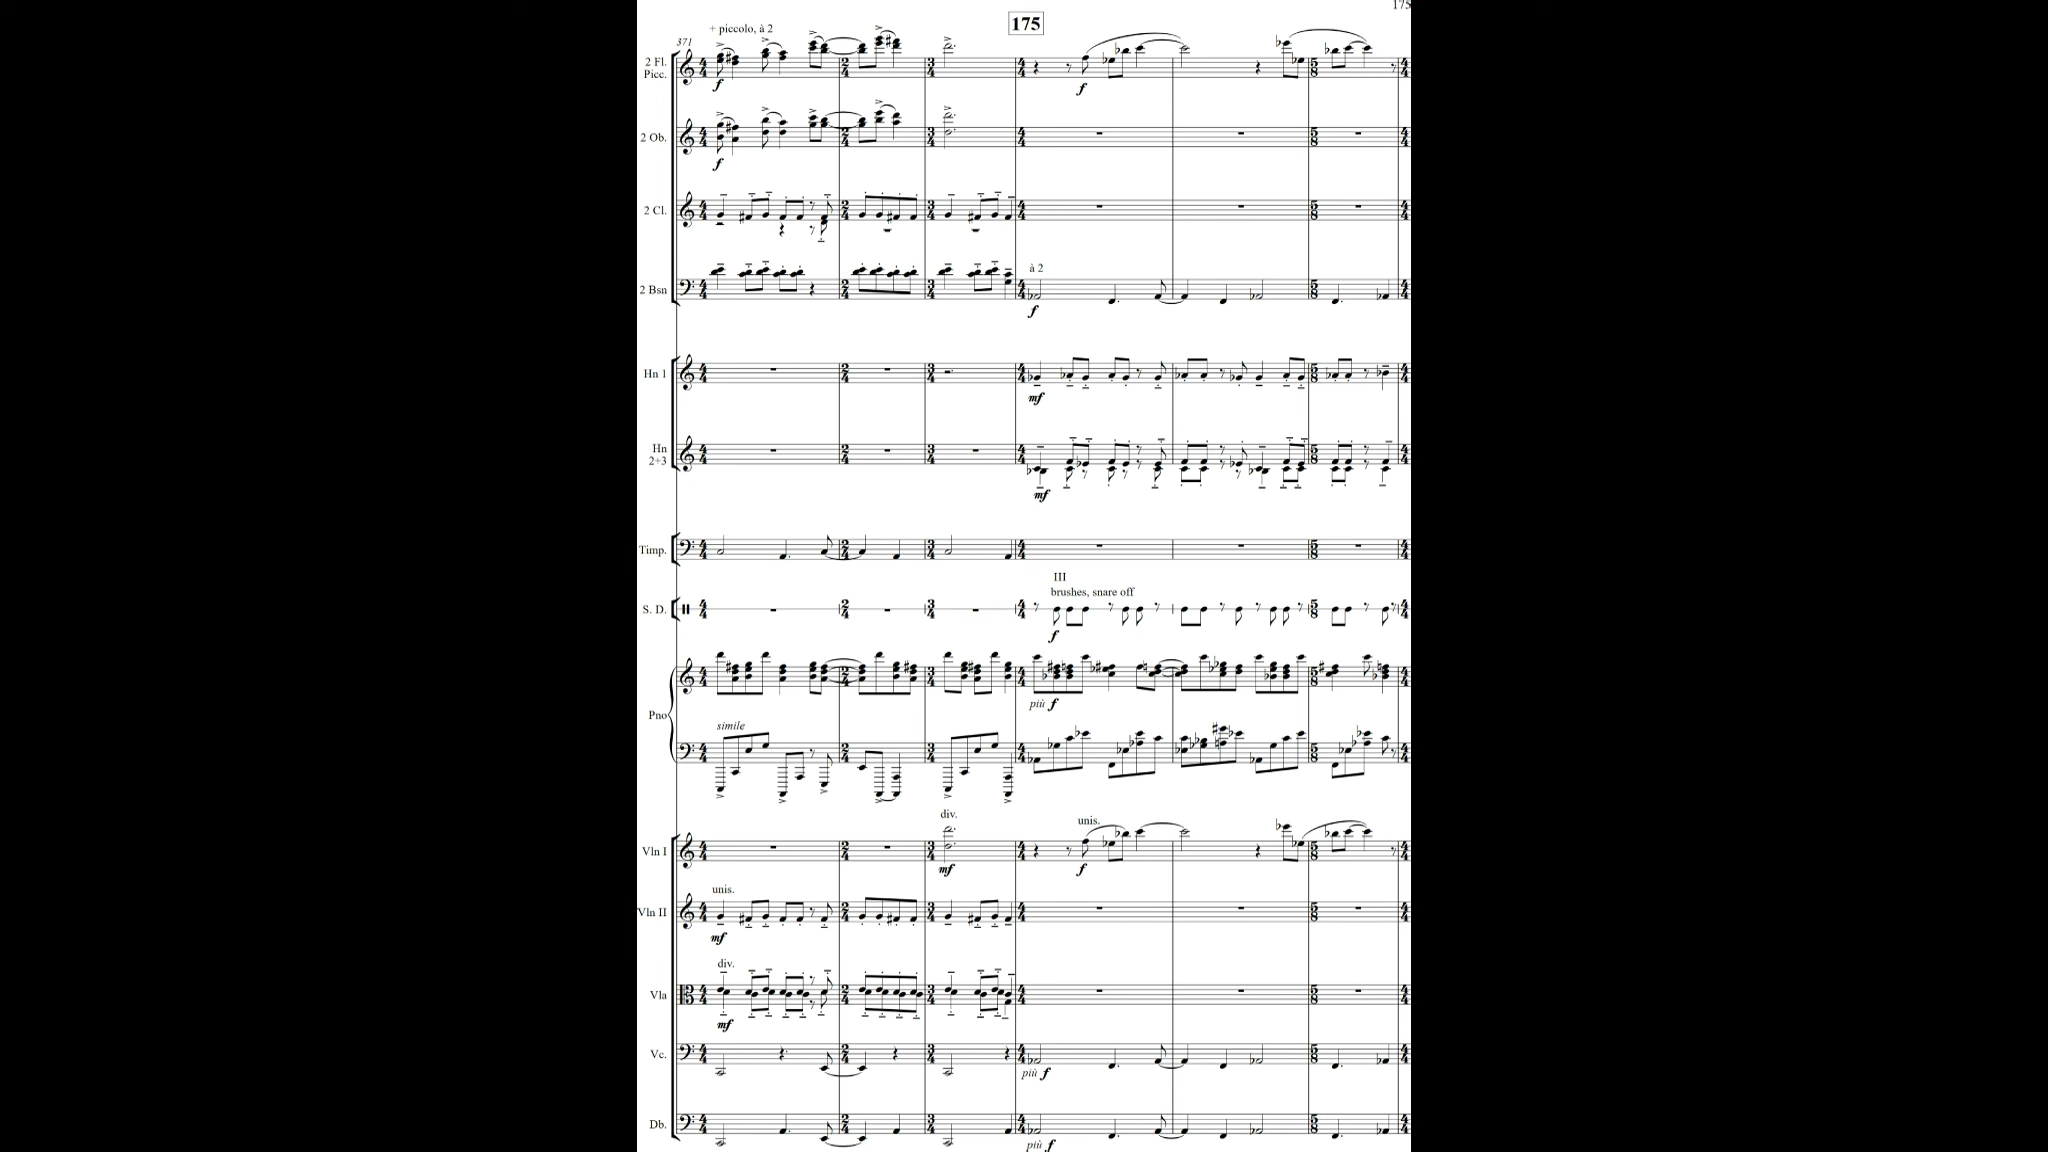 175
175
+ piccolo, à 2
371
2 Fl.
Picc.
f
f
2 Ob.
f
2 Cl.
2 Bsn
à 2
f
Hn 1
mf
Hn
2+3
mf
Timp.
III
brushes, snare off
S. D.
f
Pno
più f
simile
div.
unis.
Vln I
mf
f
unis.
Vln II
mf
div.
Vla
mf
Vc.
più f
Db.
più f